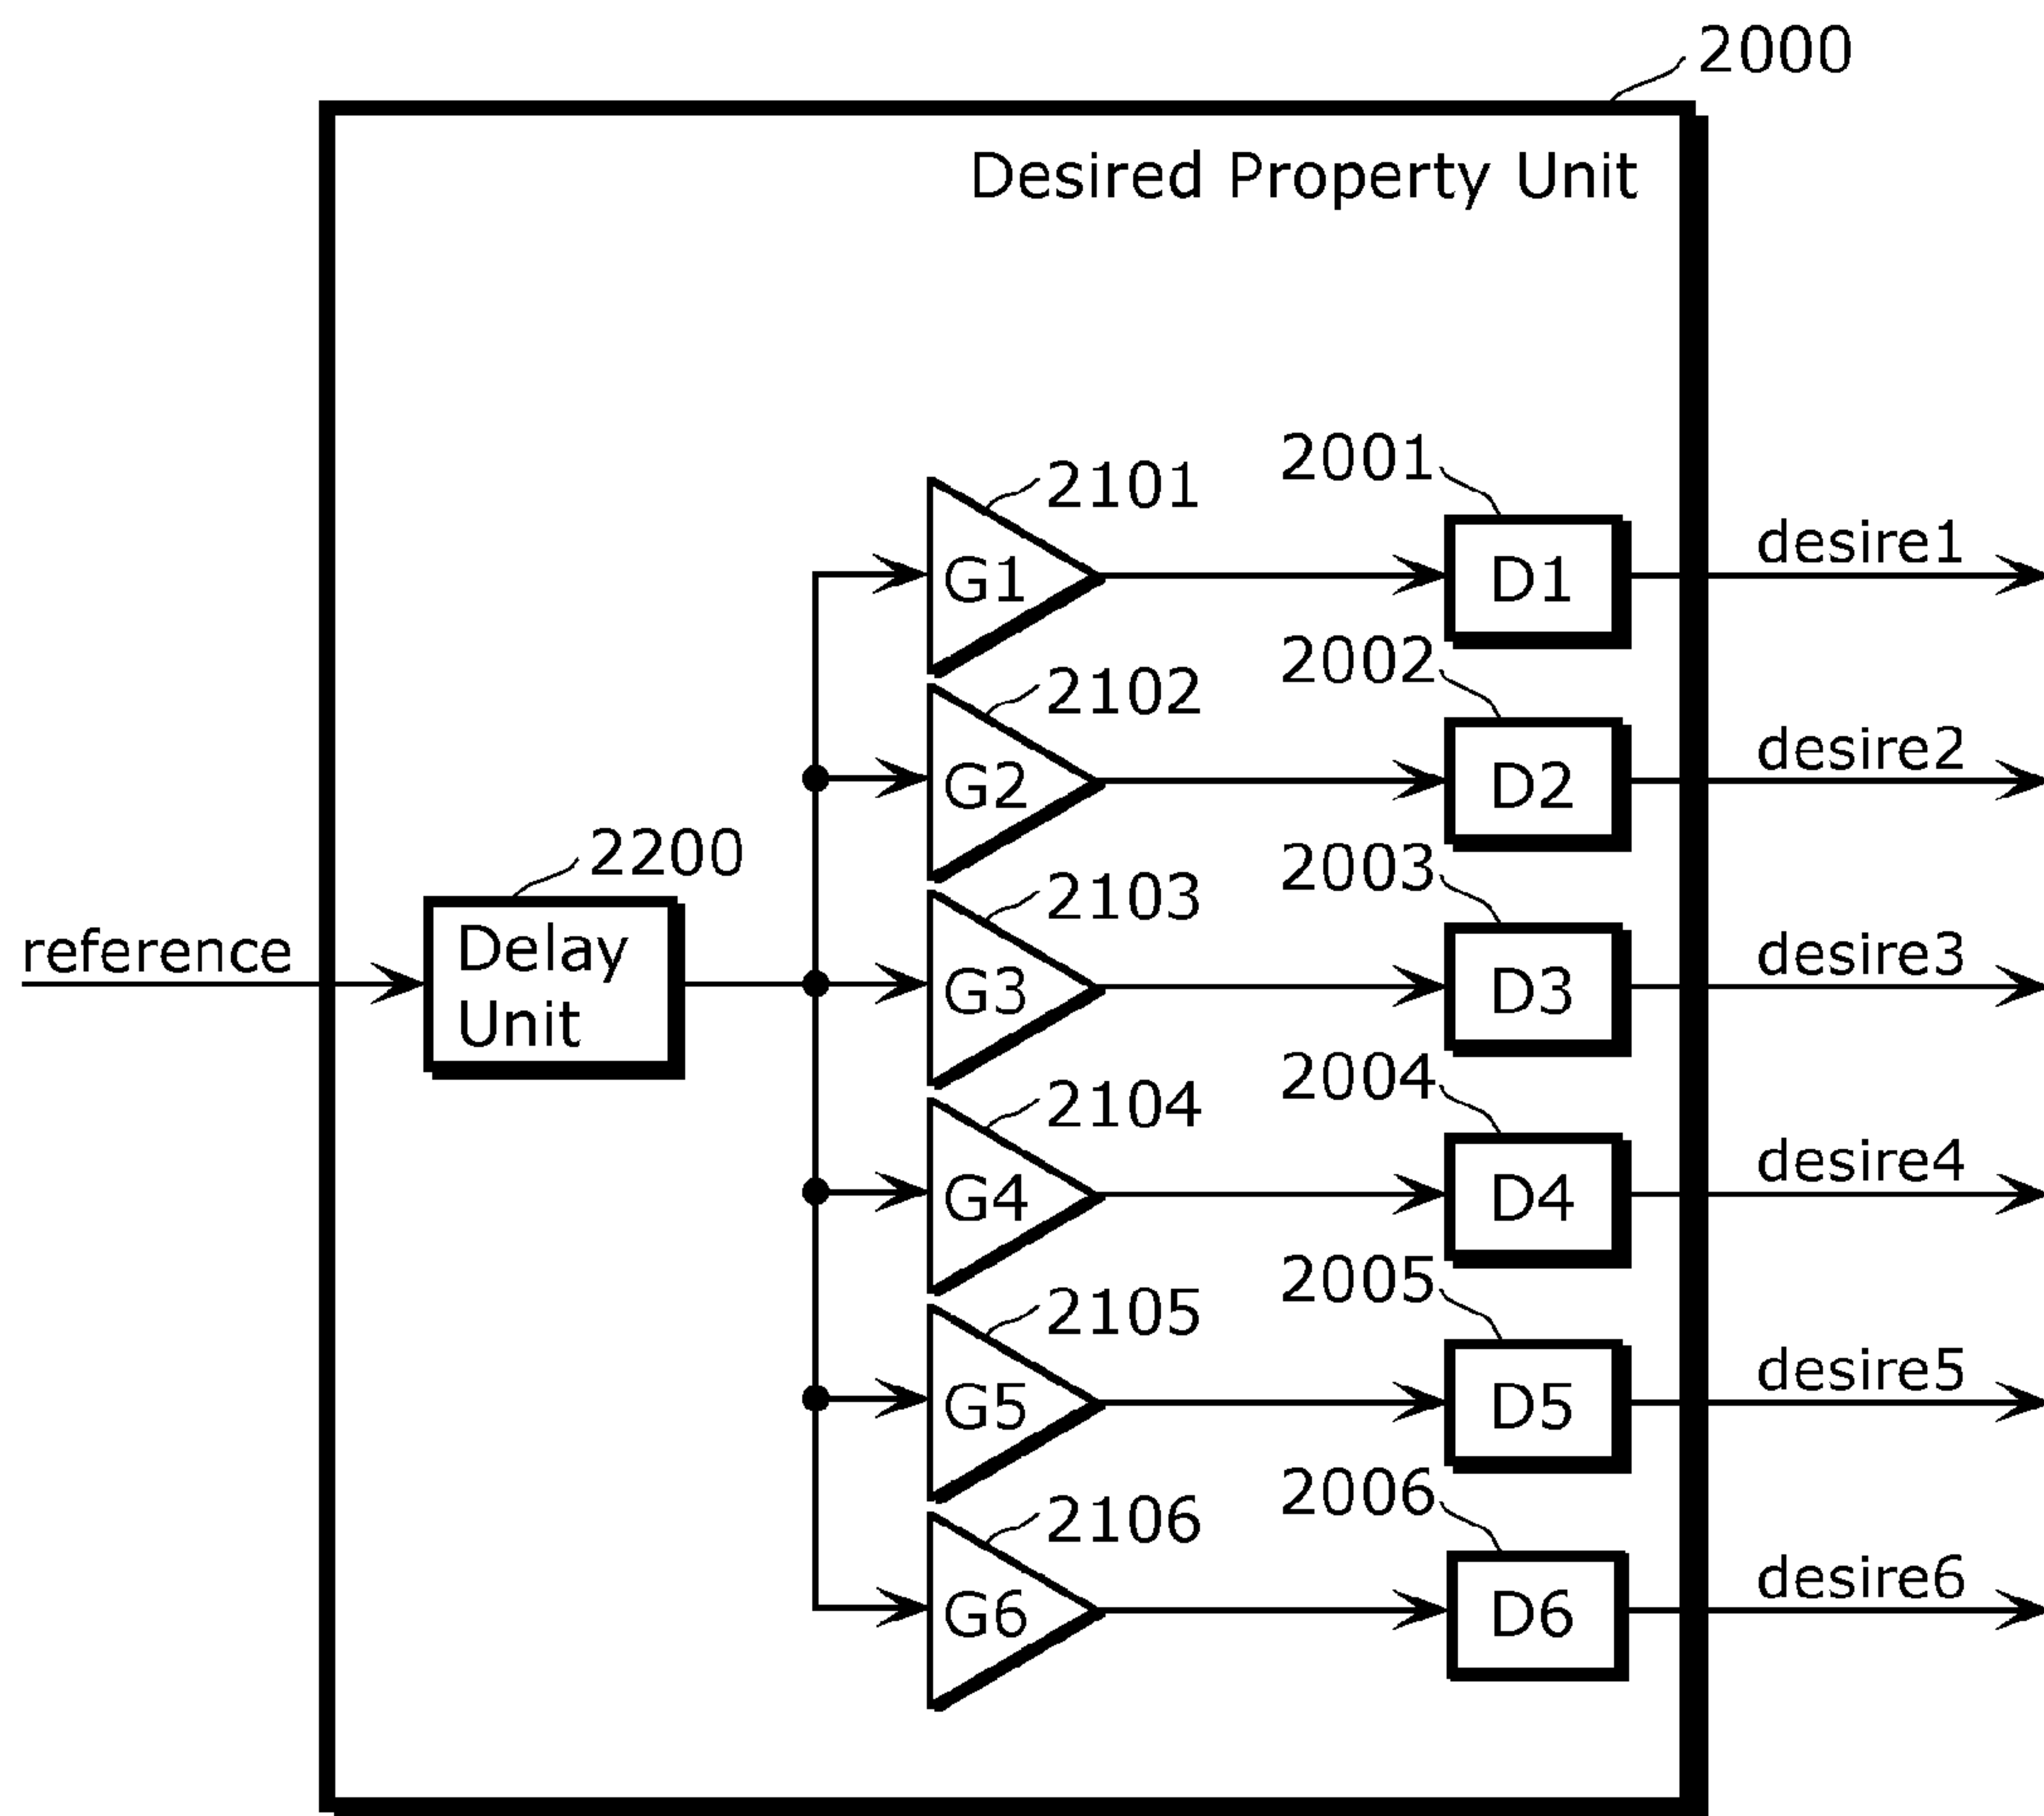 2000
Desired Property Unit
2101
2001
G1
D1
desire1
2102
2002
G2
D2
desire2
2200
Delay
Unit
reference
2103
2003
G3
D3
desire3
2104
2004
G4
D4
desire4
2105
2005
G5
D5
desire5
2106
2006
G6
D6
desire6